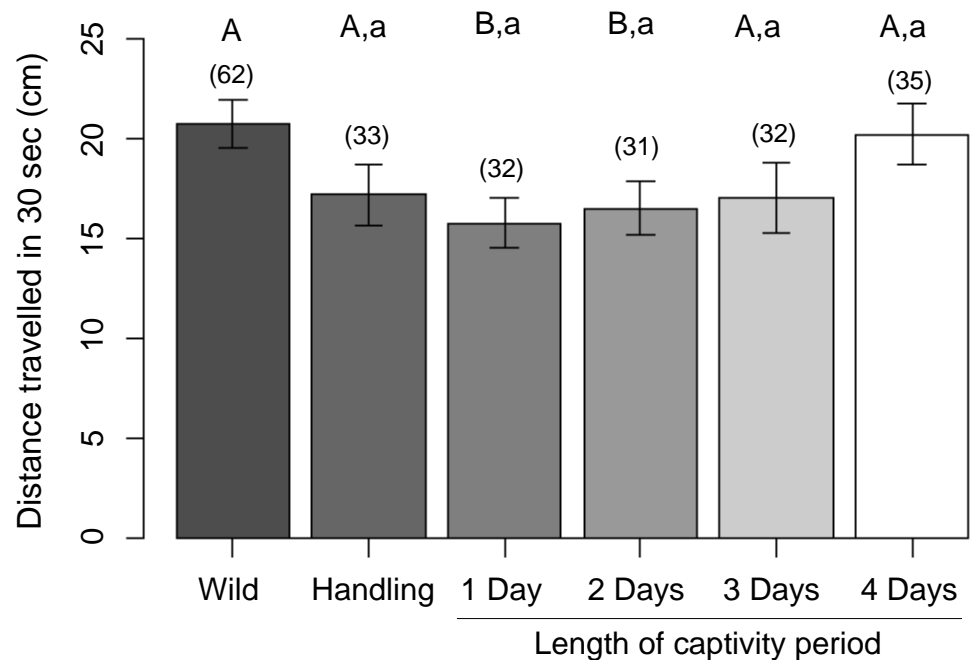 Distance travelled in 30 sec (cm)
25
20
15
10
5
0
A
A,a
B,a
B,a
A,a
A,a
(62)
(33)
(32)
(31)
(32)
(35)
Wild
Handling
1 Day
2 Days
3 Days
4 Days
Length of captivity period